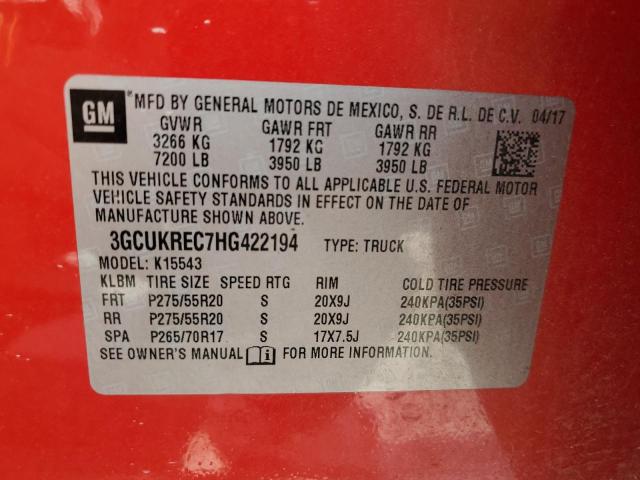 GM MFD BY GENERAL MOTORS DE MEXICO, S. DE R.L. DE C.V. 04/17
GVWR GAWR FRT GAWR RR
3266 KG 1792 KG 1792 KG
7200 LB 3950 LB 3950 LB
THIS VEHICLE CONFORMS TO ALL APPLICABLE U.S. FEDERAL MOTOR
VEHICLE SAFETY STANDARDS IN EFFECT ON THE DATE OF
MANUFACTURE SHOWN ABOVE.
3GCUKREC7HG422194 TYPE: TRUCK
MODEL: K15543
KLBM TIRE SIZE SPEED RTG RIM COLD TIRE PRESSURE
FRT P275/55R20 S 20X9J 240KPA(35PSI)
RR P275/55R20 S 20X9J 240KPA(35PSI)
SPA P265/70R17 S 17X7.5J 240KPA(35PSI)
SEE OWNER'S MANUAL FOR MORE INFORMATION.